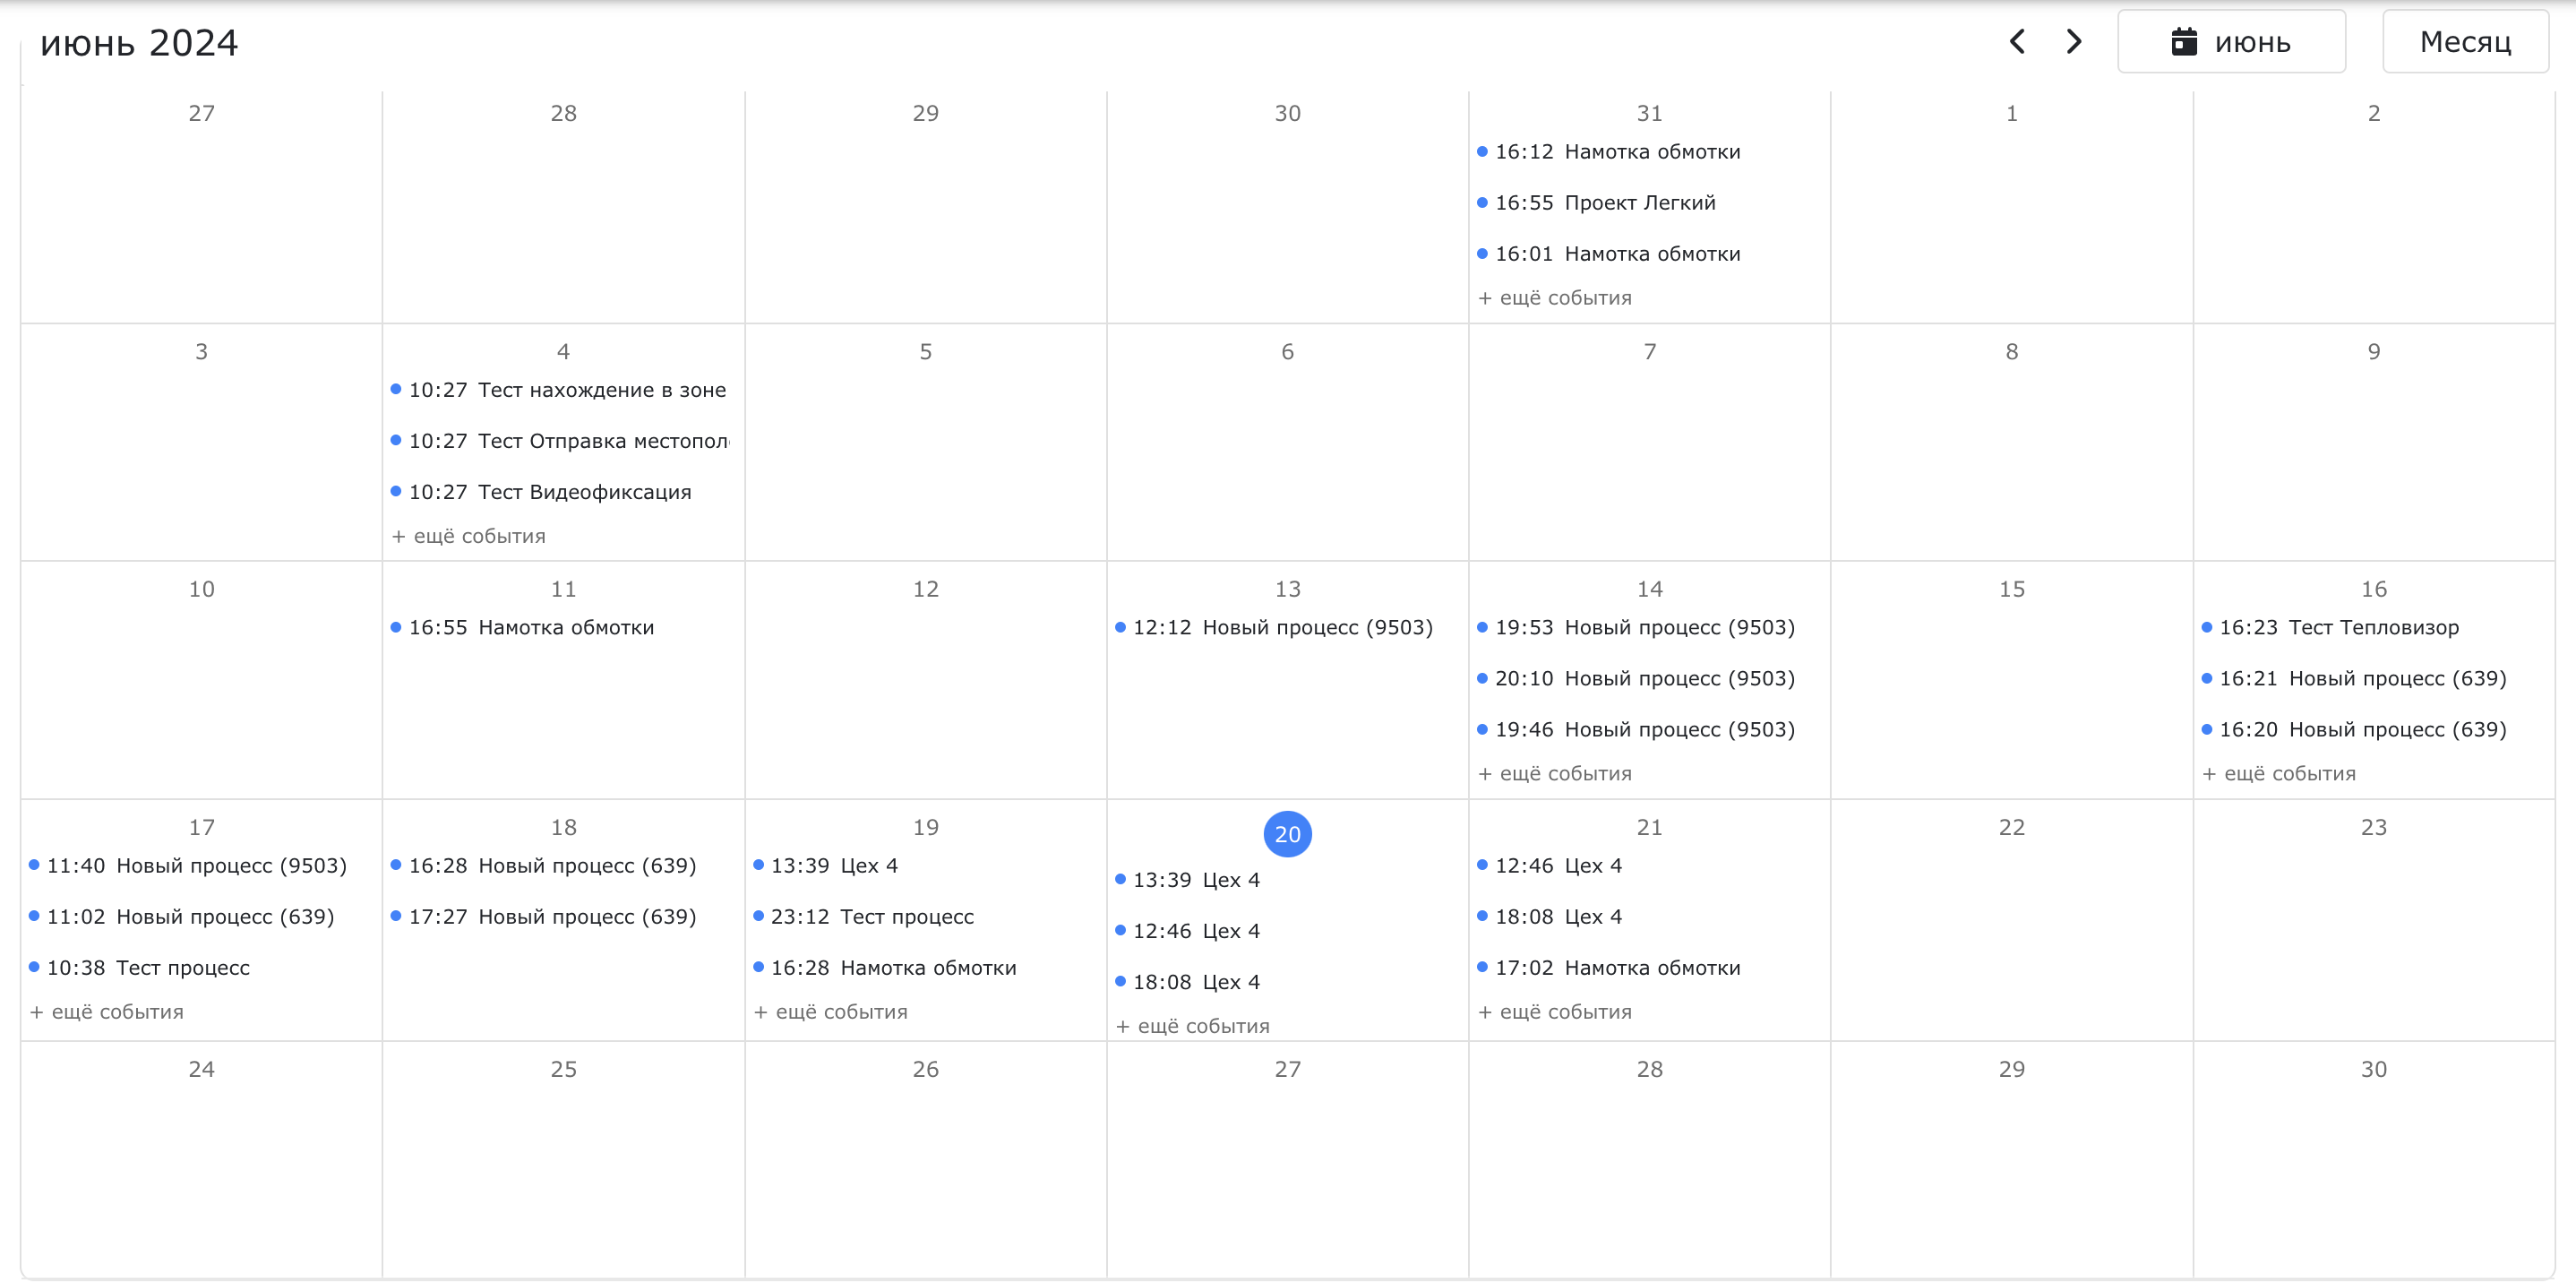 июнь 2024
июнь
Месяц
27
28
29
30
31
1
2
16:12 Намотка обмотки
16:55 Проект Легкий
16:01 Намотка обмотки
+ ещё события
3
4
5
6
7
8
9
10:27 Тест нахождение в зоне
10:27 Тест Отправка местопол
10:27 Тест Видеофиксация
+ ещё события
10
11
12
13
14
15
16
16:55 Намотка обмотки
12:12 Новый процесс (9503)
19:53 Новый процесс (9503)
20:10 Новый процесс (9503)
19:46 Новый процесс (9503)
+ ещё события
16:23 Тест Тепловизор
16:21 Новый процесс (639)
16:20 Новый процесс (639)
+ ещё события
17
18
19
20
21
22
23
11:40 Новый процесс (9503)
11:02 Новый процесс (639)
10:38 Тест процесс
+ ещё события
16:28 Новый процесс (639)
17:27 Новый процесс (639)
13:39 Цех 4
23:12 Тест процесс
16:28 Намотка обмотки
+ ещё события
13:39 Цех 4
12:46 Цех 4
18:08 Цех 4
+ ещё события
12:46 Цех 4
18:08 Цех 4
17:02 Намотка обмотки
+ ещё события
24
25
26
27
28
29
30